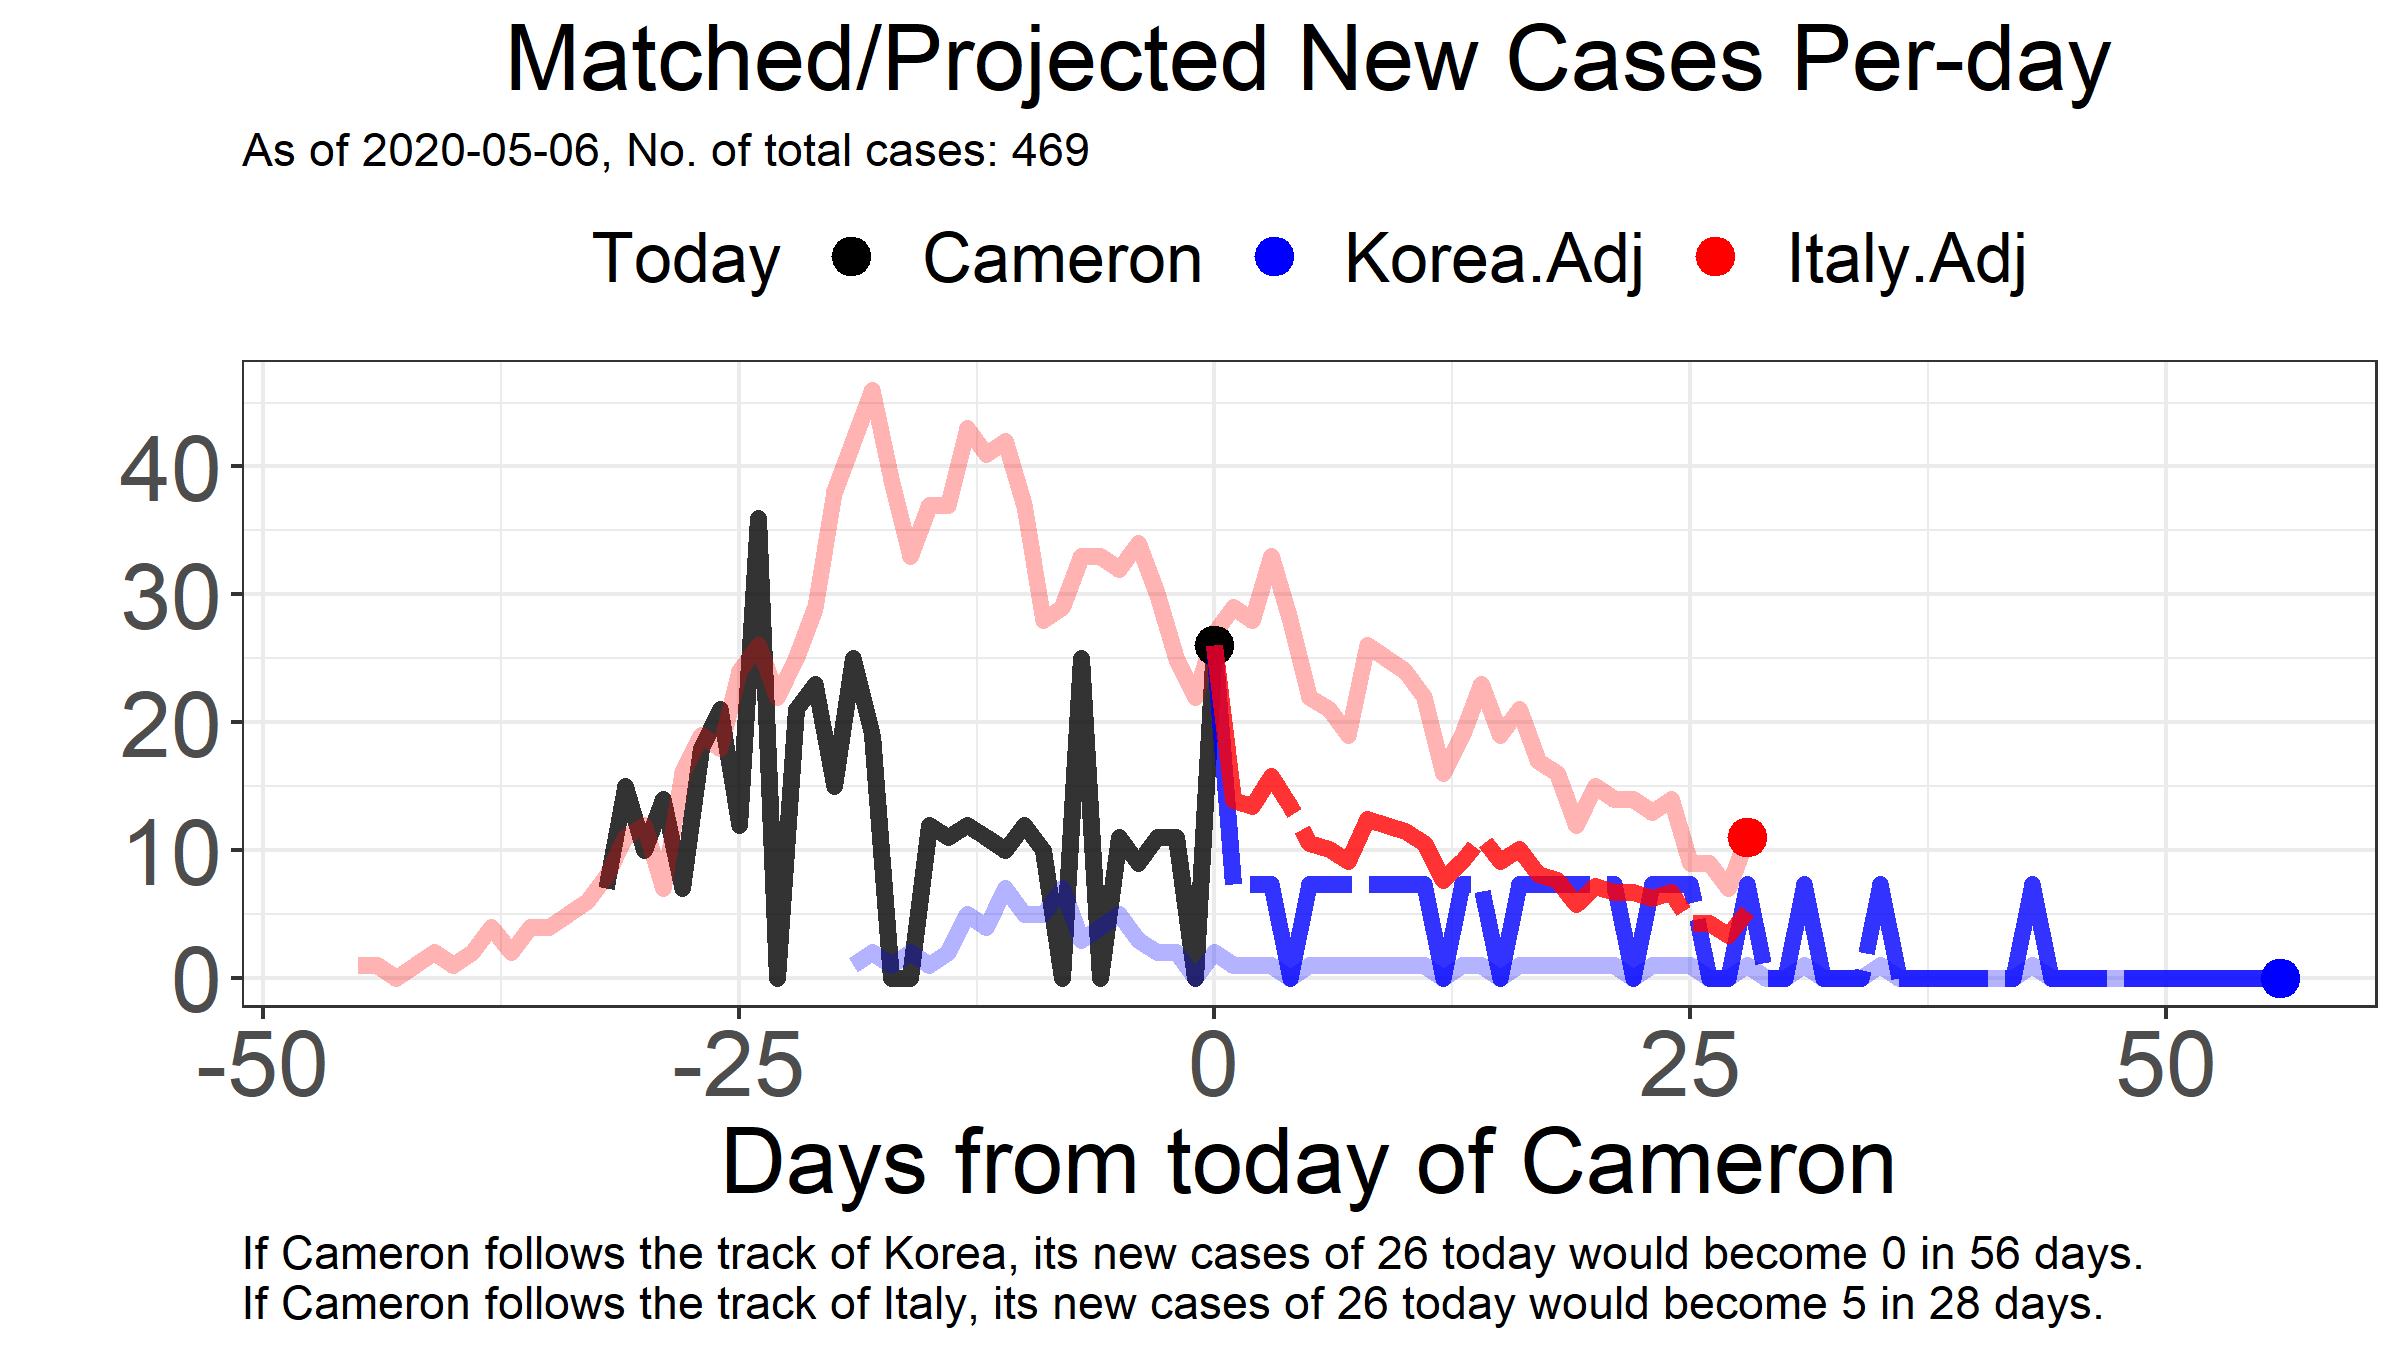 Matched/Projected New Cases Per-day
As of 2020-05-06, No. of total cases: 469
Today Cameron Korea.Adj Italy.Adj
40
30
20
10
0
-50 -25 0 25 50
Days from today of Cameron
If Cameron follows the track of Korea, its new cases of 26 today would become 0 in 56 days.
If Cameron follows the track of Italy, its new cases of 26 today would become 5 in 28 days.